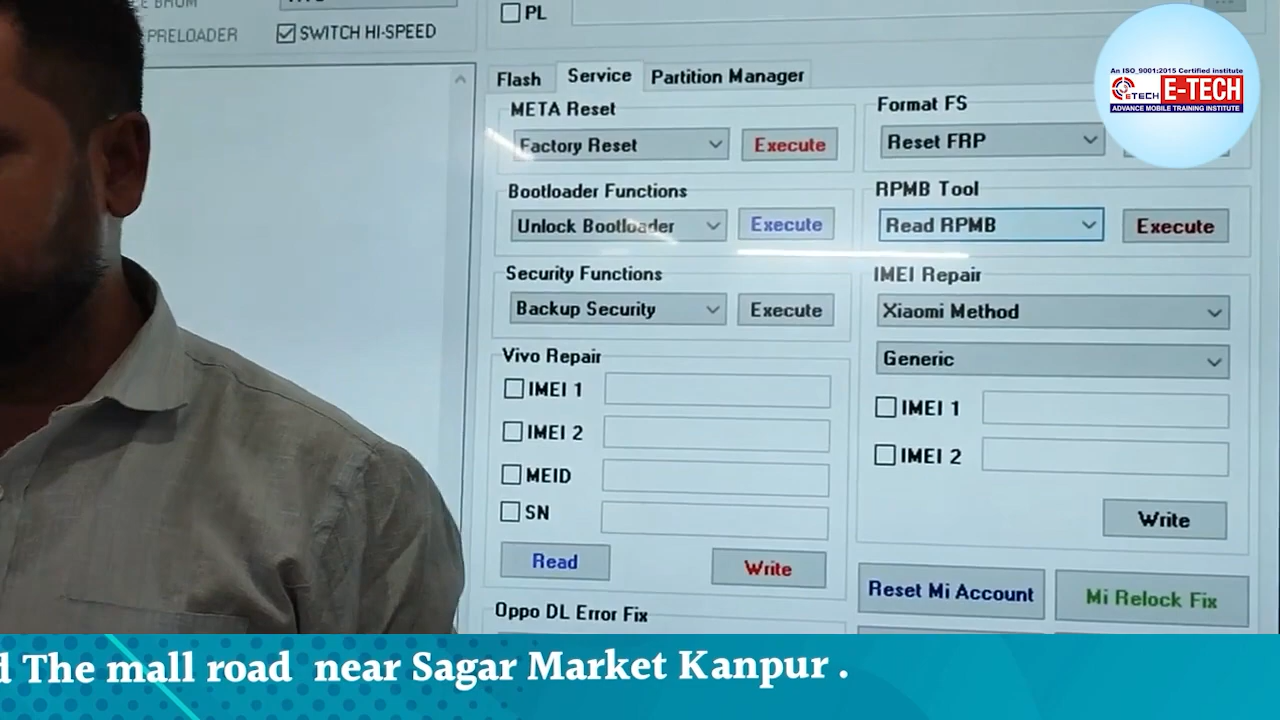 PRELOADER
SWITCH HI-SPEED
PL
Flash
Service
Partition Manager
META Reset
Factory Reset
Execute
Bootloader Functions
Unlock Bootloader
Execute
Security Functions
Backup Security
Execute
Vivo Repair
IMEI 1
IMEI 2
MEID
SN
Read
Write
Oppo DL Error Fix
Format FS
Reset FRP
RPMB Tool
Read RPMB
Execute
IMEI Repair
Xiaomi Method
Generic
IMEI 1
IMEI 2
Write
Reset Mi Account
Mi Relock Fix
An ISO_9001:2015 Certified institute
ETECH E-TECH
ADVANCE MOBILE TRAINING INSTITUTE
The mall road near Sagar Market Kanpur .